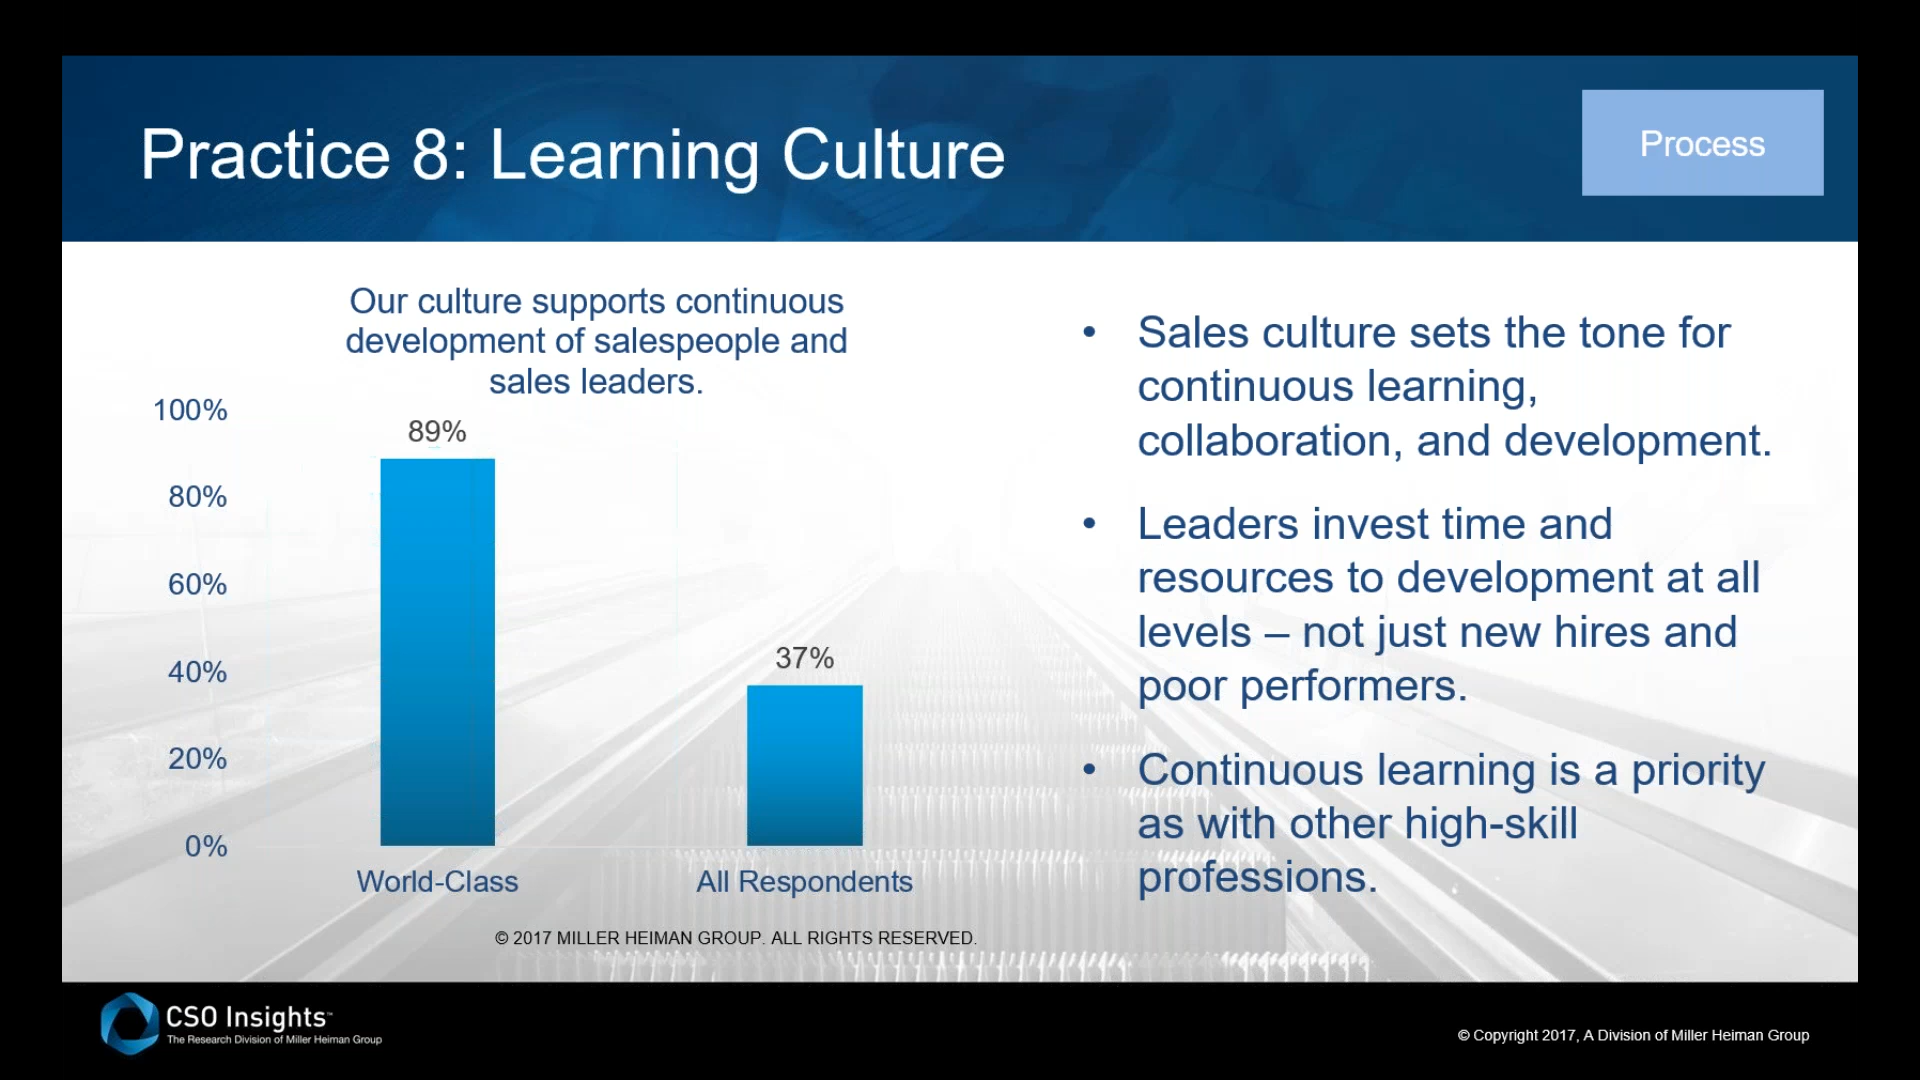 Practice 8: Learning Culture
Process
Our culture supports continuous
development of salespeople and
sales leaders.
100%
80%
60%
40%
20%
0%
89%
37%
World-Class
All Respondents
© 2017 MILLER HEIMAN GROUP. ALL RIGHTS RESERVED.
• Sales culture sets the tone for
continuous learning,
collaboration, and development.
• Leaders invest time and
resources to development at all
levels – not just new hires and
poor performers.
• Continuous learning is a priority
as with other high-skill
professions.
CSO Insights™
The Research Division of Miller Heiman Group
© Copyright 2017, A Division of Miller Heiman Group